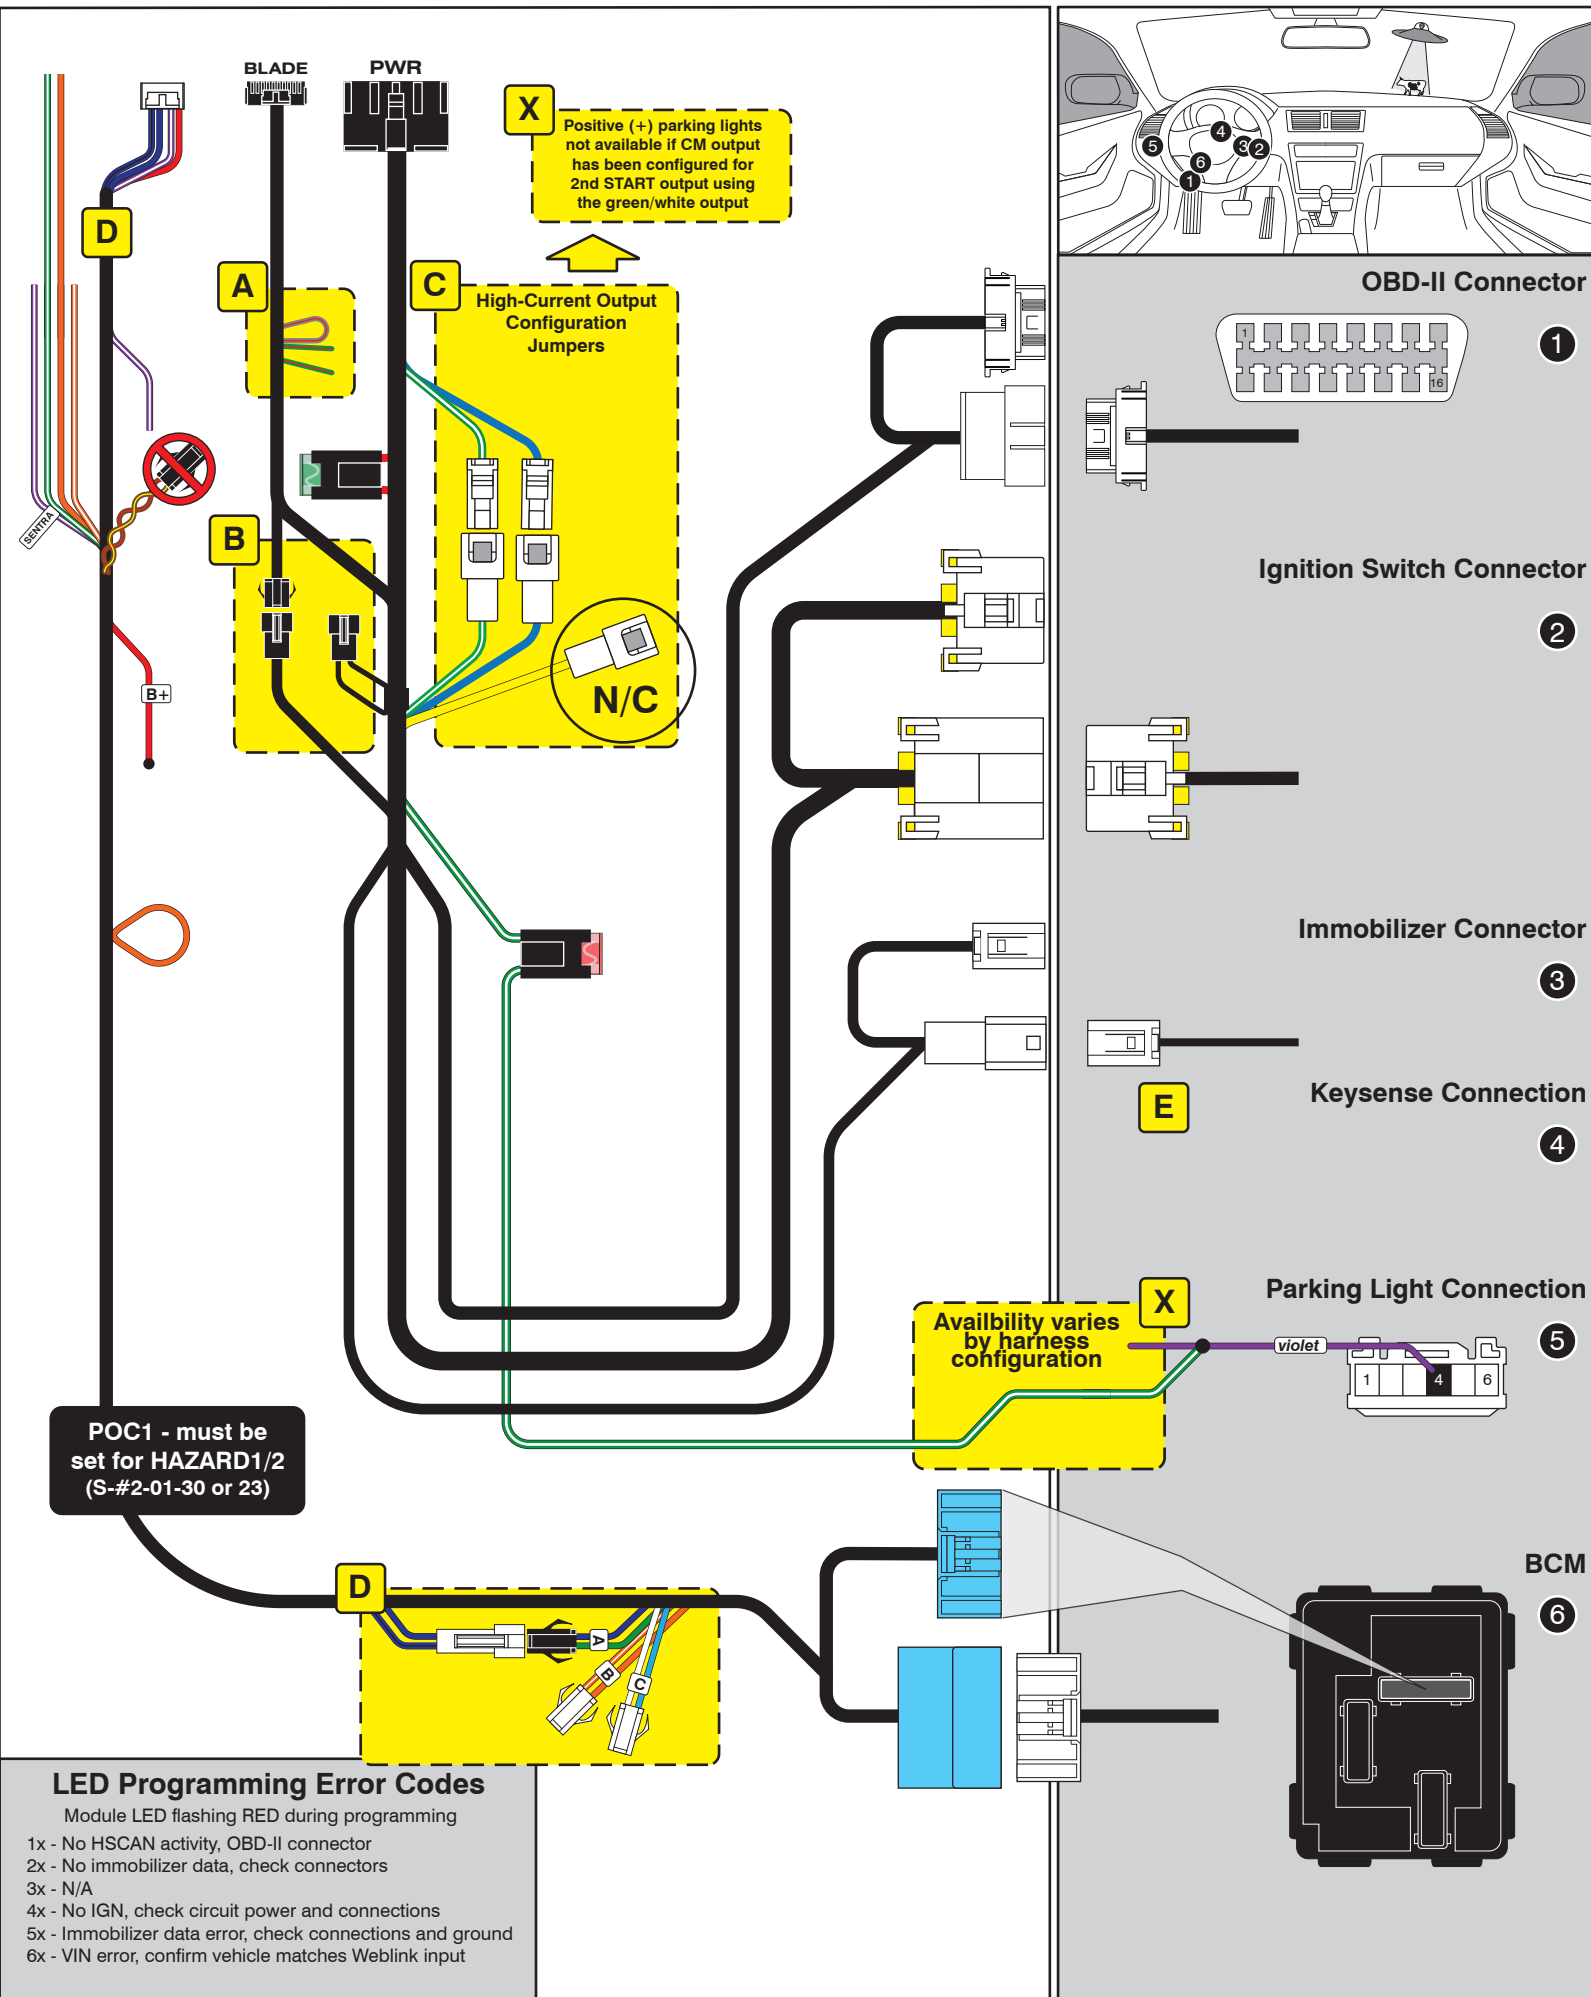 BLADE
PWR
X
Positive (+) parking lights
not available if CM output
has been configured for
2nd START output using
the green/white output
D
A
C
High-Current Output
Configuration
Jumpers
SENTRA
B
B+
N/C
4
5
3
2
6
1
OBD-II Connector
1
1
16
Ignition Switch Connector
2
Immobilizer Connector
3
E
Keysense Connection
4
X
Parking Light Connection
5
Availbility varies
by harness
configuration
violet
1
4
6
POC1 - must be
set for HAZARD1/2
(S-#2-01-30 or 23)
D
A
B
C
BCM
6
LED Programming Error Codes
Module LED flashing RED during programming
1x - No HSCAN activity, OBD-II connector
2x - No immobilizer data, check connectors
3x - N/A
4x - No IGN, check circuit power and connections
5x - Immobilizer data error, check connections and ground
6x - VIN error, confirm vehicle matches Weblink input